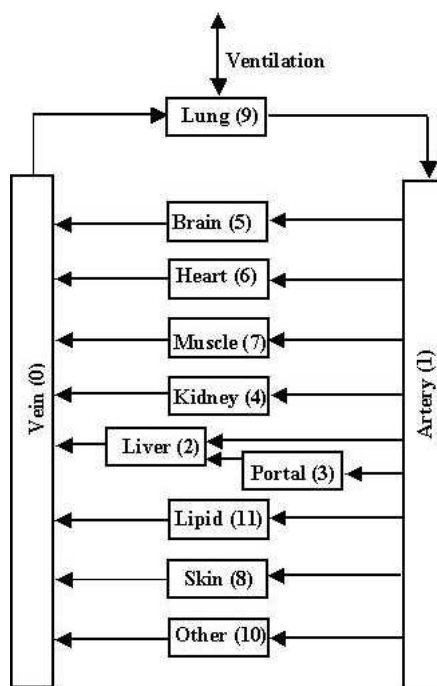 Ventilation
Lung (9)
Brain (5)
Heart (6)
Muscle (7)
Kidney (4)
Liver (2)
Portal (3)
Lipid (11)
Skin (8)
Other (10)
Vein (0)
Artery (1)